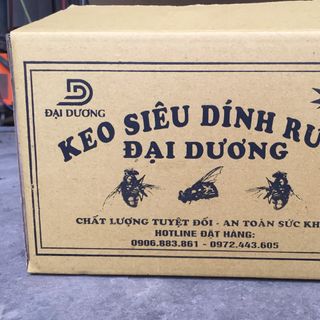 ĐẠI DƯƠNG
KEO SIÊU DÍNH RU
ĐẠI DƯƠNG
CHẤT LƯỢNG TUYỆT ĐỐI - AN TOÀN SỨC KH
HOTLINE ĐẶT HÀNG:
0906.883.861 - 0972.443.605